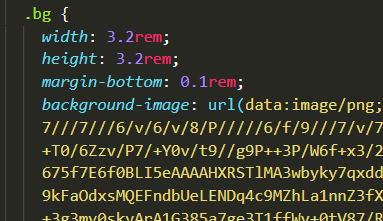 .bg {
width: 3.2rem;
height: 3.2rem;
margin-bottom: 0.1rem;
background-image: url(data:image/png;
7///7///6/v/6/v/8/P/////6/f/9///7/v/7
+T0/6Zzv/P7/+Y0v/t9//g9P++3P/W6f+x3/2
675f7E6f0BLI5eAAAAHXRSTlMA3wbyky7qxdd
9kFaOdxsMQEFndbUeLENDq4c9MZhLa1nnZ3fX